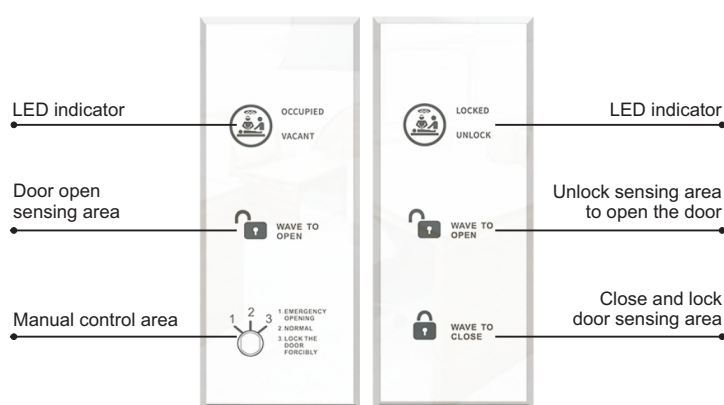 LED indicator
OCCUPIED
VACANT
Door open
sensing area
WAVE TO
OPEN
Manual control area
1
2
3
1.EMERGENCY
OPENING
2.NORMAL
3.LOCK THE
DOOR
FORCIBLY
LOCKED
UNLOCK
LED indicator
WAVE TO
OPEN
Unlock sensing area
to open the door
WAVE TO
CLOSE
Close and lock
door sensing area